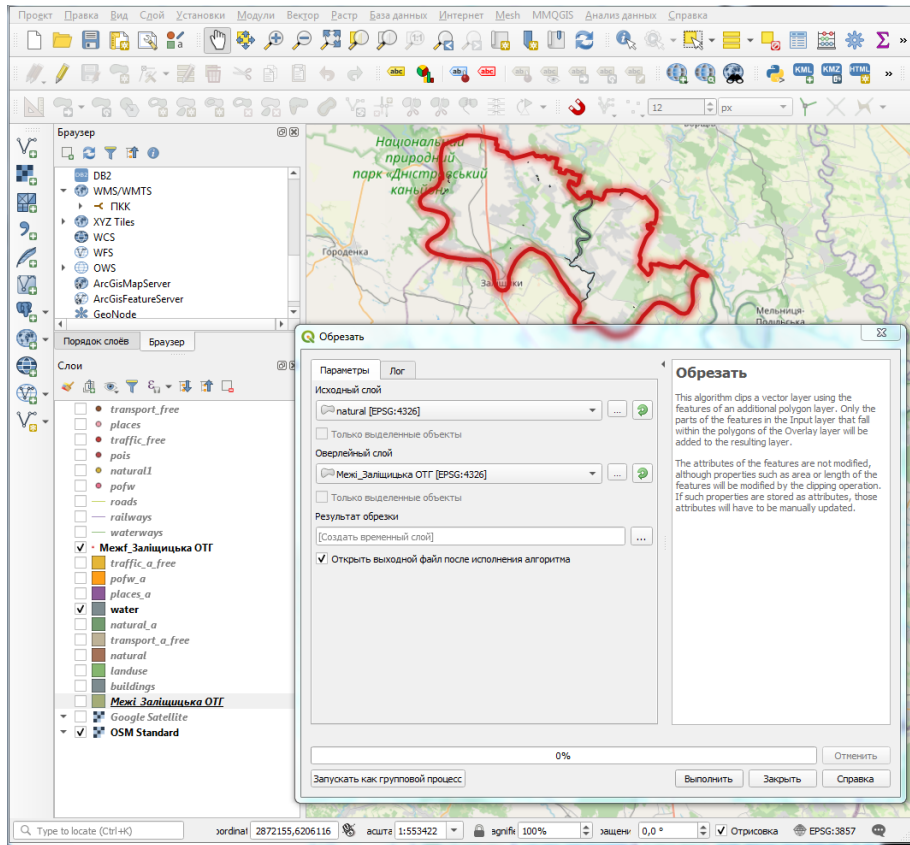 Проект Правка Вид Слой Установки Модули Вектор Растр База данных Интернет Mesh MMQGIS Анализ данных Справка
abc abc abc KML KMZ HTML »
12 px
Браузер
DB2
WMS/WMTS
ПКК
XYZ Tiles
WCS
WFS
OWS
ArcGisMapServer
ArcGisFeatureServer
GeoNode
Порядок слоёв Браузер
Слои
transport_free
places
traffic_free
pois
natural1
pofw
roads
railways
waterways
Межf_Заліщицька ОТГ
traffic_a_free
pofw_a
places_a
water
natural_a
transport_a_free
natural
landuse
buildings
Межі_Заліщицька ОТГ
Google Satellite
OSM Standard
Національний
природний
парк «Дністровський
каньйон»
Городенка
Заліщики
Мельниця-
Подільська
Обрезать
Параметры Лог
Исходный слой
natural [EPSG:4326]
Только выделенные объекты
Оверлейный слой
Межі_Заліщицька ОТГ [EPSG:4326]
Только выделенные объекты
Результат обрезки
[Создать временный слой]
Открыть выходной файл после исполнения алгоритма
Обрезать
This algorithm clips a vector layer using the
features of an additional polygon layer. Only the
parts of the features in the Input layer that fall
within the polygons of the Overlay layer will be
added to the resulting layer.
The attributes of the features are not modified,
although properties such as area or length of the
features will be modified by the clipping operation.
If such properties are stored as attributes, those
attributes will have to be manually updated.
0% Отменить
Запускать как групповой процесс Выполнить Закрыть Справка
Type to locate (Ctrl+K) 2872155,6206116 1:553422 100% 0,0 ° Отрисовка EPSG:3857